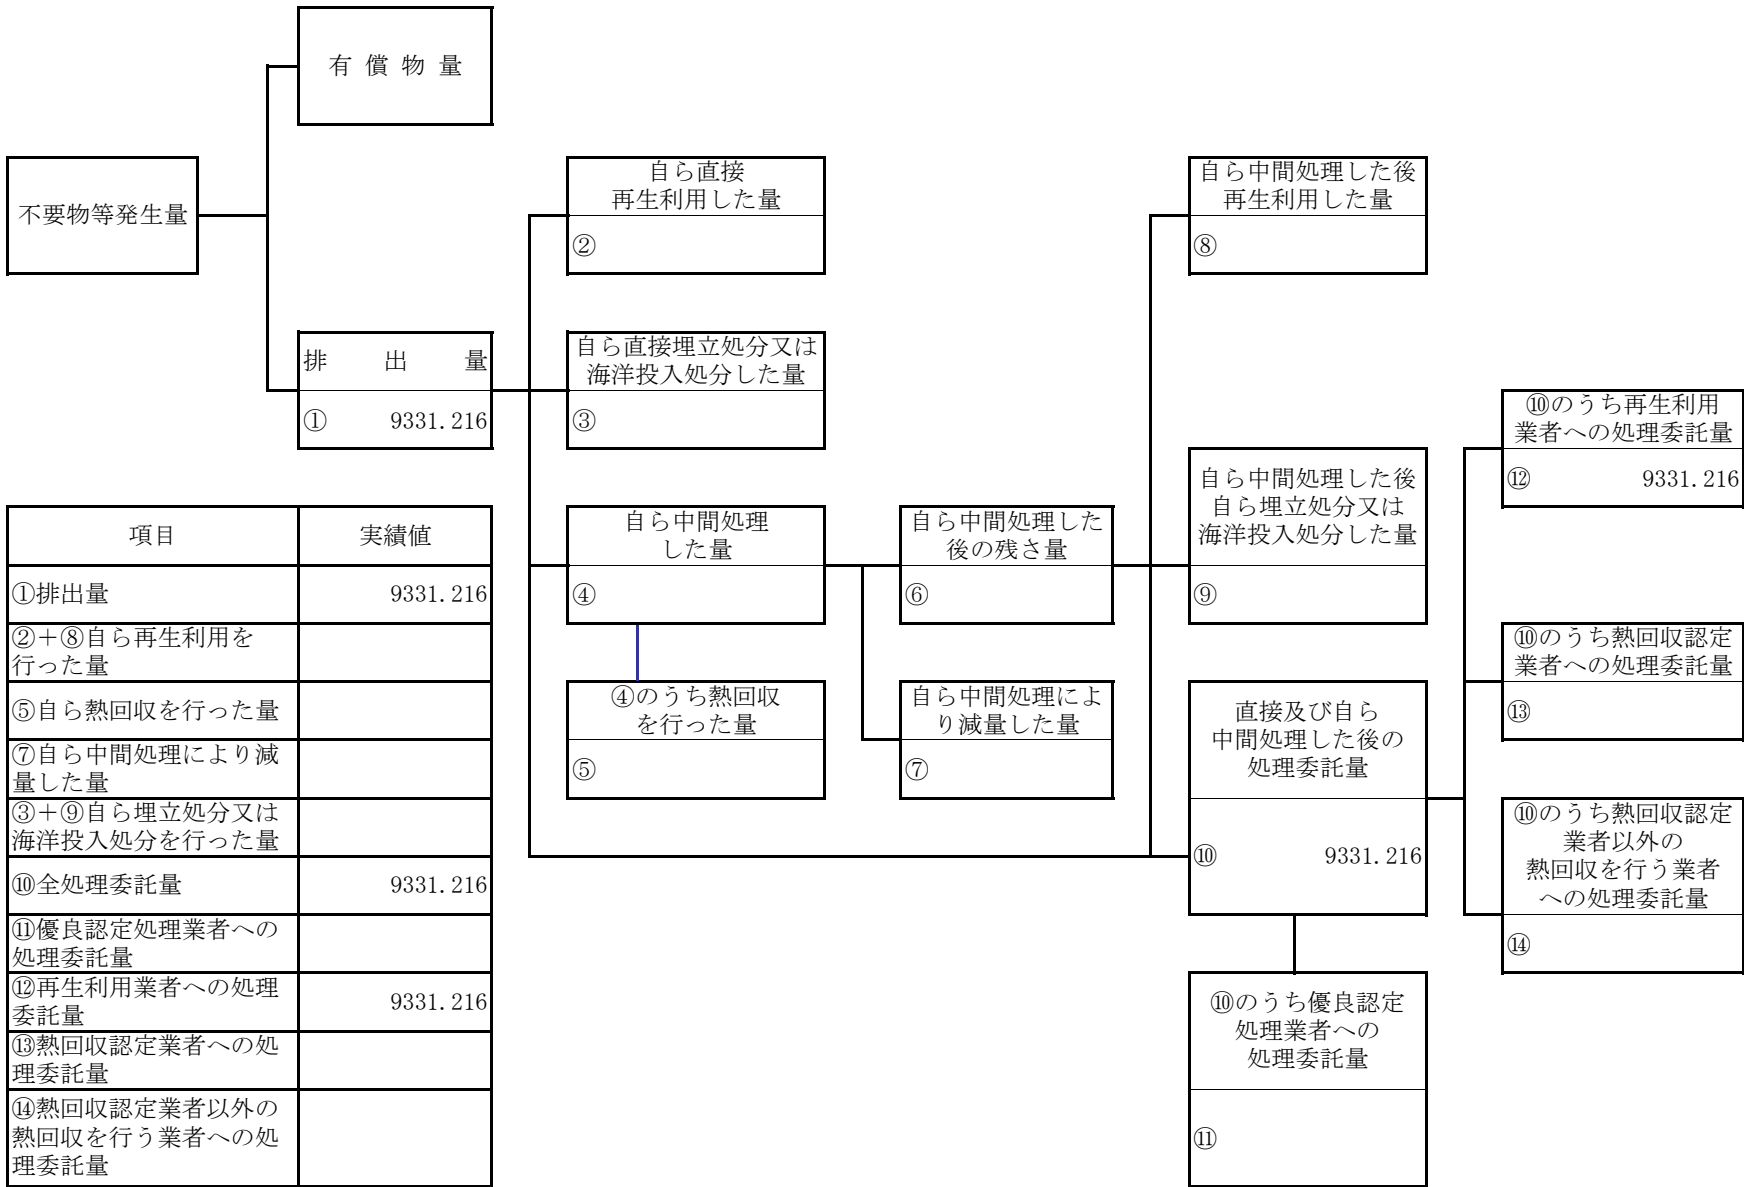 有 償 物 量
不要物等発生量
自ら直接
再生利用した量
②
自ら中間処理した後
再生利用した量
⑧
排 出 量
① 9331.216
自ら直接埋立処分又は
海洋投入処分した量
③
⑩のうち再生利用
業者への処理委託量
⑫ 9331.216
自ら中間処理
した量
④
自ら中間処理した
後の残さ量
⑥
自ら中間処理した後
自ら埋立処分又は
海洋投入処分した量
⑨
⑩のうち熱回収認定
業者への処理委託量
⑬
④のうち熱回収
を行った量
⑤
自ら中間処理によ
り減量した量
⑦
直接及び自ら
中間処理した後の
処理委託量
⑩ 9331.216
⑩のうち熱回収認定
業者以外の
熱回収を行う業者
への処理委託量
⑭
⑩のうち優良認定
処理業者への
処理委託量
⑪
項目 実績値
①排出量 9331.216
②＋⑧自ら再生利用を
行った量
⑤自ら熱回収を行った量
⑦自ら中間処理により減
量した量
③＋⑨自ら埋立処分又は
海洋投入処分を行った量
⑩全処理委託量 9331.216
⑪優良認定処理業者への
処理委託量
⑫再生利用業者への処理
委託量 9331.216
⑬熱回収認定業者への処
理委託量
⑭熱回収認定業者以外の
熱回収を行う業者への処
理委託量